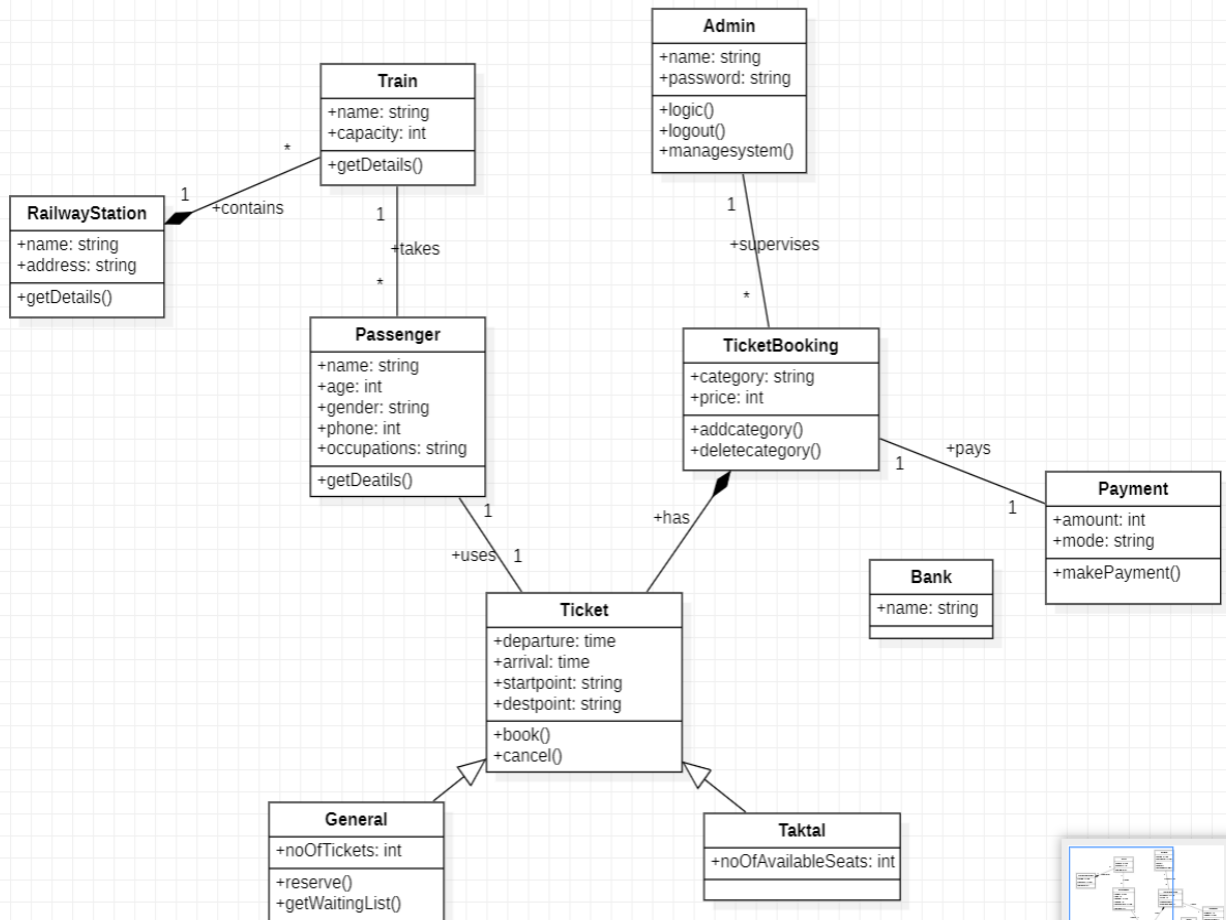 Admin
+name: string
+password: string
+logic()
+logout()
+managesystem()
Train
+name: string
+capacity: int
+getDetails()
*
1
+contains
RailwayStation
+name: string
+address: string
+getDetails()
1
+takes
*
1
+supervises
*
Passenger
+name: string
+age: int
+gender: string
+phone: int
+occupations: string
+getDeatils()
TicketBooking
+category: string
+price: int
+addcategory()
+deletecategory()
+pays
1
1
Payment
+amount: int
+mode: string
+makePayment()
1
+uses
1
+has
Bank
+name: string
Ticket
+departure: time
+arrival: time
+startpoint: string
+destpoint: string
+book()
+cancel()
General
+noOfTickets: int
+reserve()
+getWaitingList()
Taktal
+noOfAvailableSeats: int